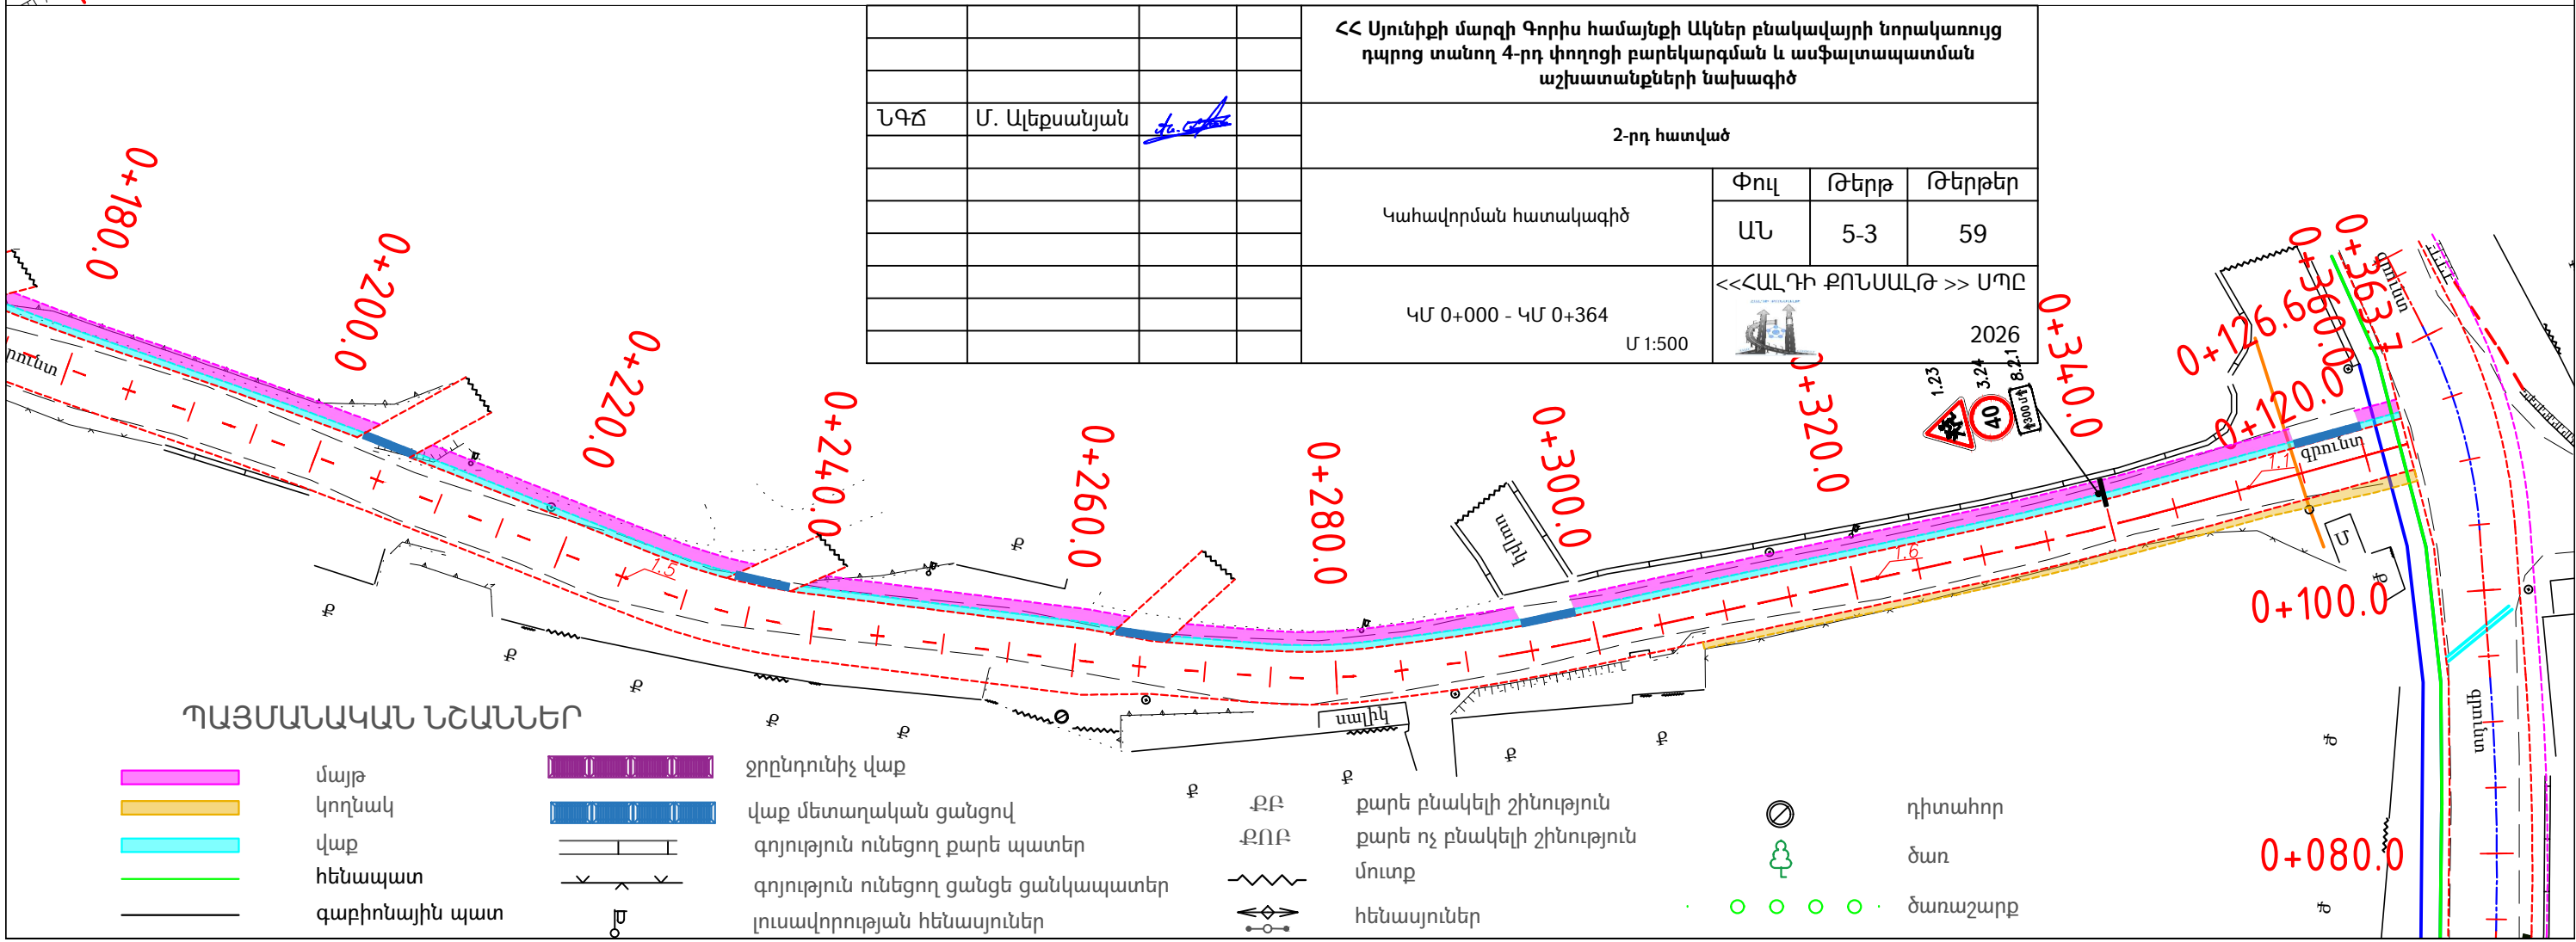 ՀՀ Սյունիքի մարզի Գորիս համայնքի Ակներ բնակավայրի նորակառույց
դպրոց տանող 4-րդ փողոցի բարեկարգման և ասֆալտապատման
աշխատանքների նախագիծ
ՆԳՃ
Մ. Ալեքսանյան
2-րդ հատված
Կահավորման հատակագիծ
Փուլ
Թերթ
Թերթեր
ԱՆ
5-3
59
ԿՄ 0+000 - ԿՄ 0+364
Մ 1:500
<<ՀԱԼԴԻ ՔՈՆՍԱԼԹ >> ՍՊԸ
2026
0+180.0
0+200.0
0+220.0
0+240.0
0+260.0
0+280.0
0+300.0
0+320.0
0+340.0
0+360.0
0+363.7
0+126.6
0+120.0
0+100.0
0+080.0
1.23
3.24
8.2.1
40
1.5
1.6
1.1
սալիկ
սալիկ
գրունտ
գրունտ
գրունտ
Մ
Ք
Ք
Ք
Ք
Ք
Ք
Ք
Ք
Ք
Ք
Ք
Ծ
Ծ
ՊԱՅՄԱՆԱԿԱՆ ՆՇԱՆՆԵՐ
մայթ
կողնակ
վաք
հենապատ
գաբիոնային պատ
ջրընդունիչ վաք
վաք մետաղական ցանցով
գոյություն ունեցող քարե պատեր
գոյություն ունեցող ցանցե ցանկապատեր
լուսավորության հենասյուներ
ՔԲ
քարե բնակելի շինություն
ՔՈԲ
քարե ոչ բնակելի շինություն
մուտք
հենասյուներ
դիտահոր
ծառ
ծառաշարք